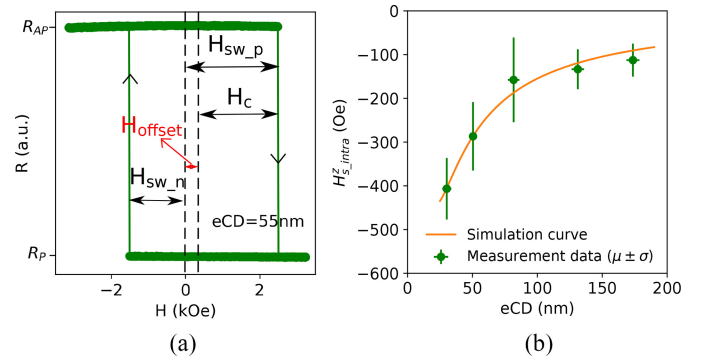 R_AP
R_P
R (a.u.)
H_sw_p
H_c
H_offset
H_sw_n
eCD=55nm
−2 0 2
H (kOe)
(a)
0
−100
−200
−300
−400
−500
−600
H^z_s_intra (Oe)
Simulation curve
Measurement data (μ ± σ)
0 50 100 150 200
eCD (nm)
(b)